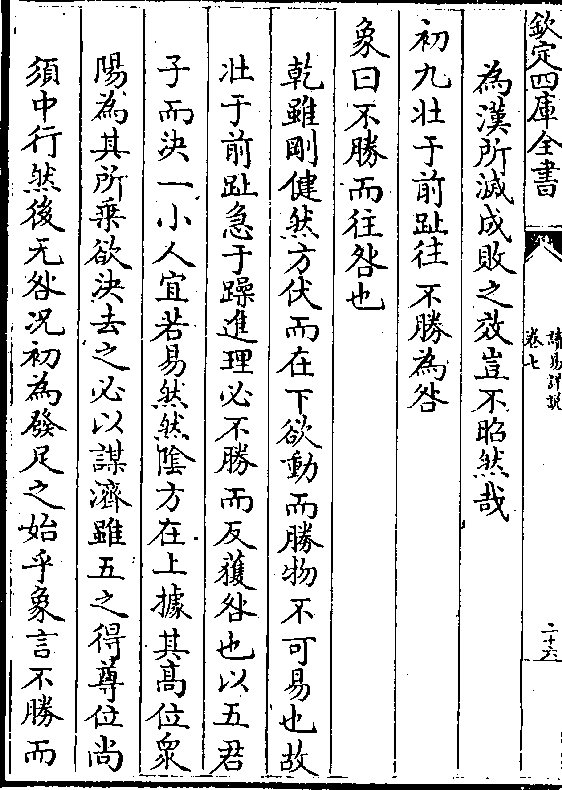 欽定四庫全書
讀易詳說
卷七
二十六
為漢所滅成敗之效豈不昭然哉
初九壯于前趾往不勝為咎
象曰不勝而往咎也
乾雖剛健然方伏而在下欲動而勝物不可易也故
壯于前趾急于躁進理必不勝而反獲咎也以五君
子而決一小人宜若易然然隂方在上據其髙位衆
陽為其所乗欲決去之必以謀濟雖五之得尊位尚
須中行然後无咎况初為發足之始乎象言不勝而